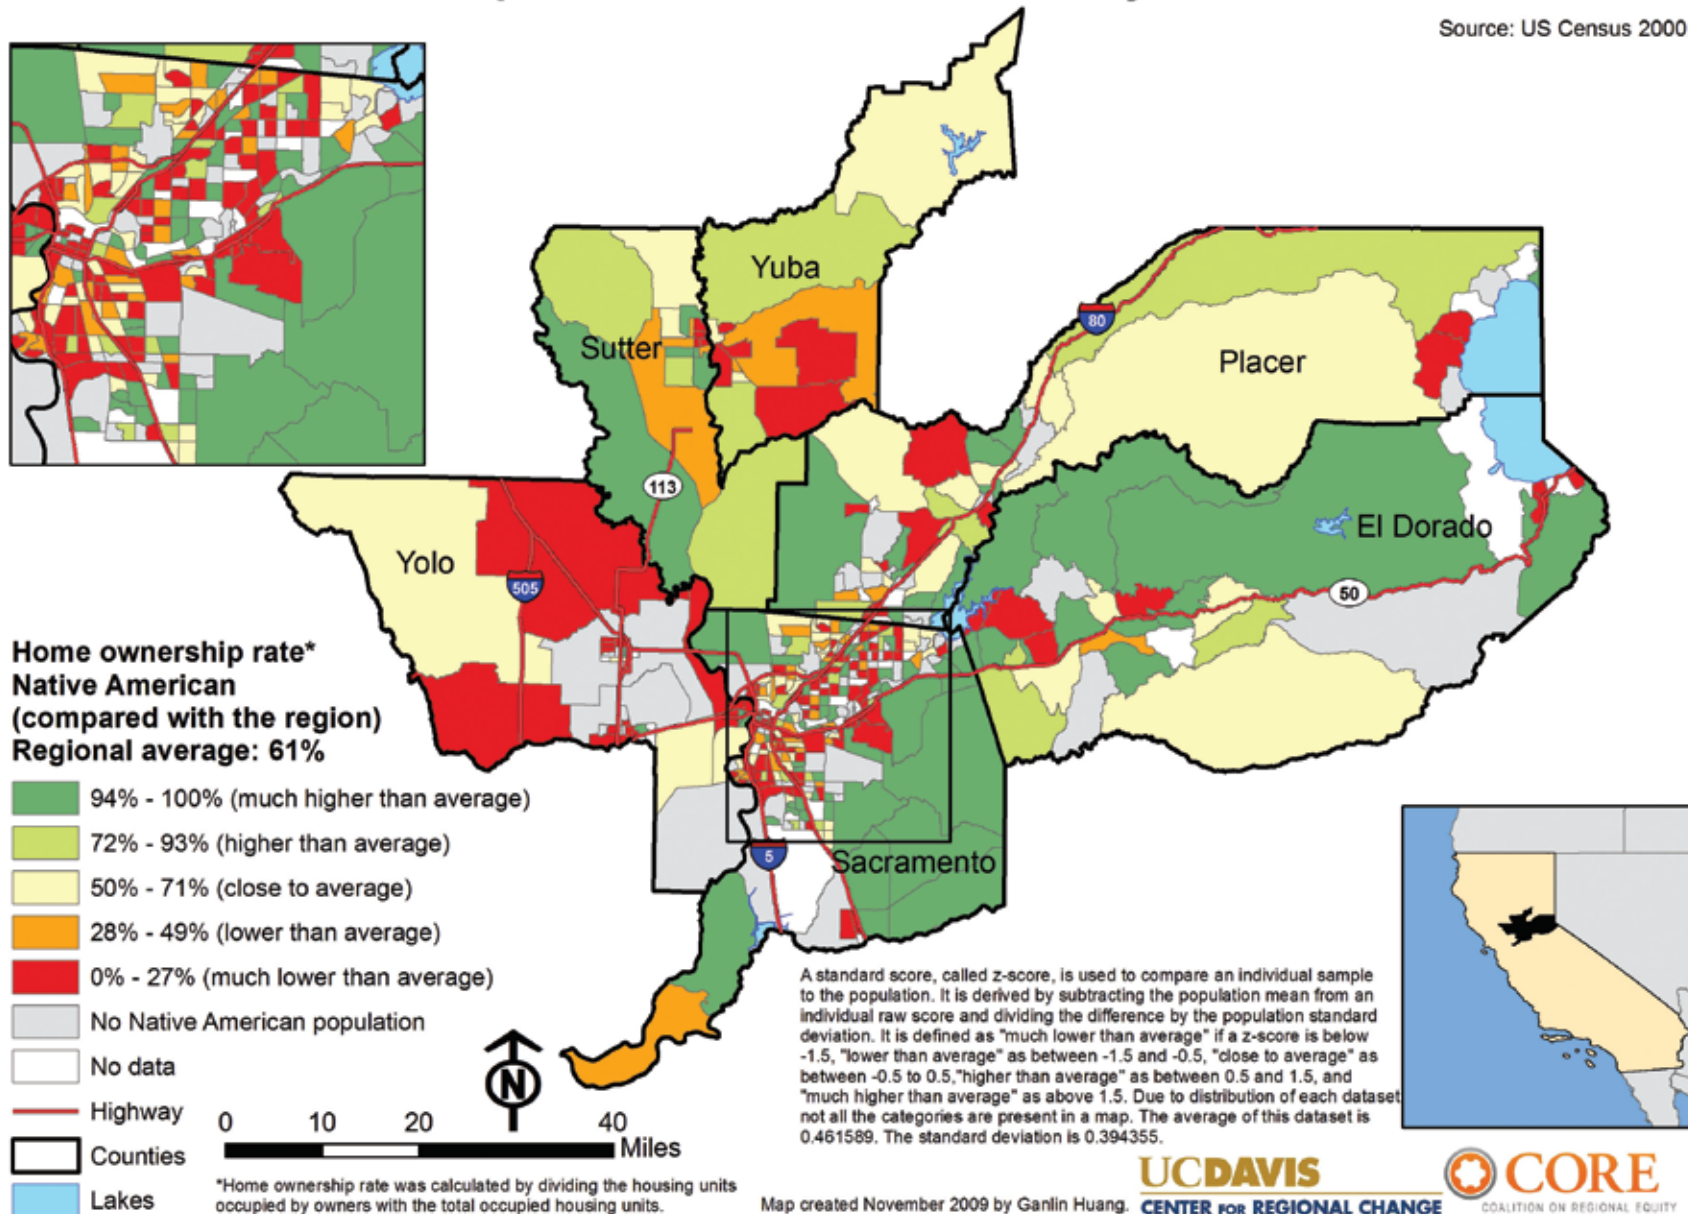 Source: US Census 2000
Yuba
Sutter
80
Placer
113
Yolo
505
El Dorado
50
5
Sacramento
Home ownership rate*
Native American
(compared with the region)
Regional average: 61%
94% - 100% (much higher than average)
72% - 93% (higher than average)
50% - 71% (close to average)
28% - 49% (lower than average)
0% - 27% (much lower than average)
No Native American population
No data
Highway
Counties
Lakes
N
0 10 20 40
Miles
*Home ownership rate was calculated by dividing the housing units
occupied by owners with the total occupied housing units.
A standard score, called z-score, is used to compare an individual sample
to the population. It is derived by subtracting the population mean from an
individual raw score and dividing the difference by the population standard
deviation. It is defined as "much lower than average" if a z-score is below
-1.5, "lower than average" as between -1.5 and -0.5, "close to average" as
between -0.5 to 0.5,"higher than average" as between 0.5 and 1.5, and
"much higher than average" as above 1.5. Due to distribution of each dataset
not all the categories are present in a map. The average of this dataset is
0.461589. The standard deviation is 0.394355.
Map created November 2009 by Ganlin Huang.
UCDAVIS
CENTER FOR REGIONAL CHANGE
CORE
COALITION ON REGIONAL EQUITY